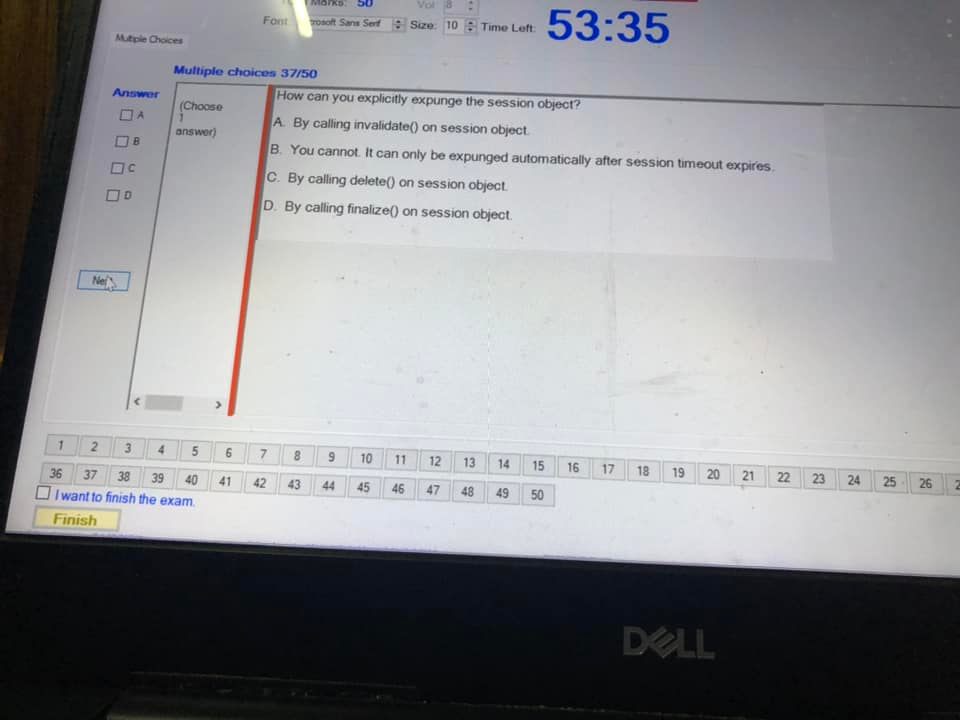 Marks: 50
Vol 8
Font crosoft Sans Serif Size: 10 Time Left: 53:35
Multiple Choices
Multiple choices 37/50
Answer
A
B
C
D
(Choose
1
answer)
How can you explicitly expunge the session object?
A. By calling invalidate() on session object.
B. You cannot. It can only be expunged automatically after session timeout expires.
C. By calling delete() on session object.
D. By calling finalize() on session object.
1 2 3 4 5 6 7 8 9 10 11 12 13 14 15 16 17 18 19 20 21 22 23 24 25 26
36 37 38 39 40 41 42 43 44 45 46 47 48 49 50
I want to finish the exam.
Finish
DELL